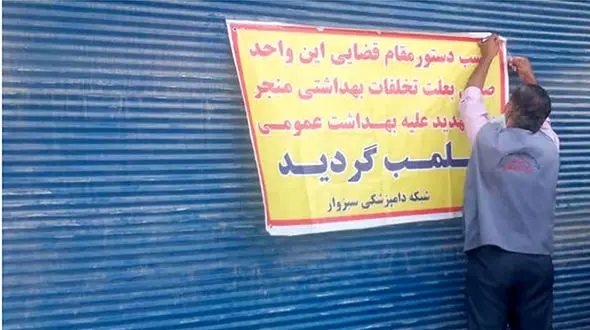 دستور مقام قضایی این واحد
بعلت تخلفات بهداشتی منجر
علیه بهداشت عمومی
گردید
شبکه دامپزشکی سبزوار